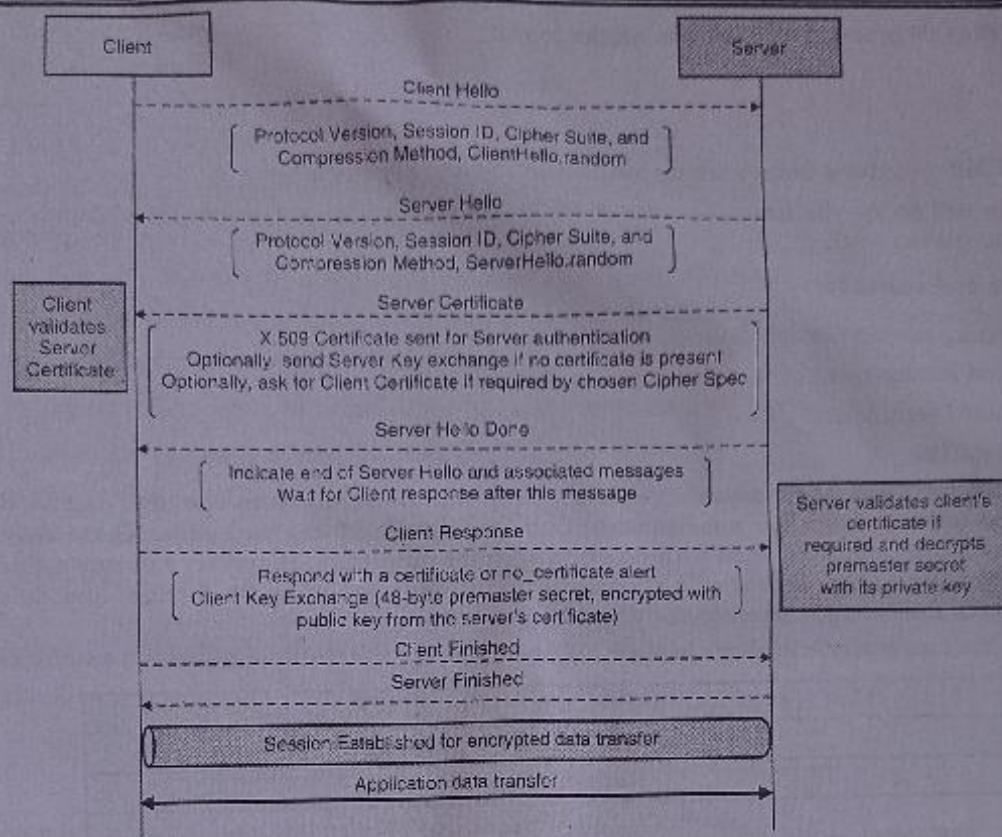 Client
Server
Client Hello
Protocol Version, Session ID, Cipher Suite, and
Compression Method, ClientHello.random
Server Hello
Protocol Version, Session ID, Cipher Suite, and
Compression Method, ServerHello.random
Client
validates
Server
Certificate
Server Certificate
X.509 Certificate sent for Server authentication
Optionally, send Server Key exchange if no certificate is present
Optionally, ask for Client Certificate if required by chosen Cipher Spec
Server Hello Done
Indicate end of Server Hello and associated messages
Wait for Client response after this message
Server validates client's
certificate if
required and decrypts
premaster secret
with its private key
Client Response
Respond with a certificate or no_certificate alert
Client Key Exchange (48-byte premaster secret, encrypted with
public key from the server's certificate)
Client Finished
Server Finished
Session Established for encrypted data transfer
Application data transfer